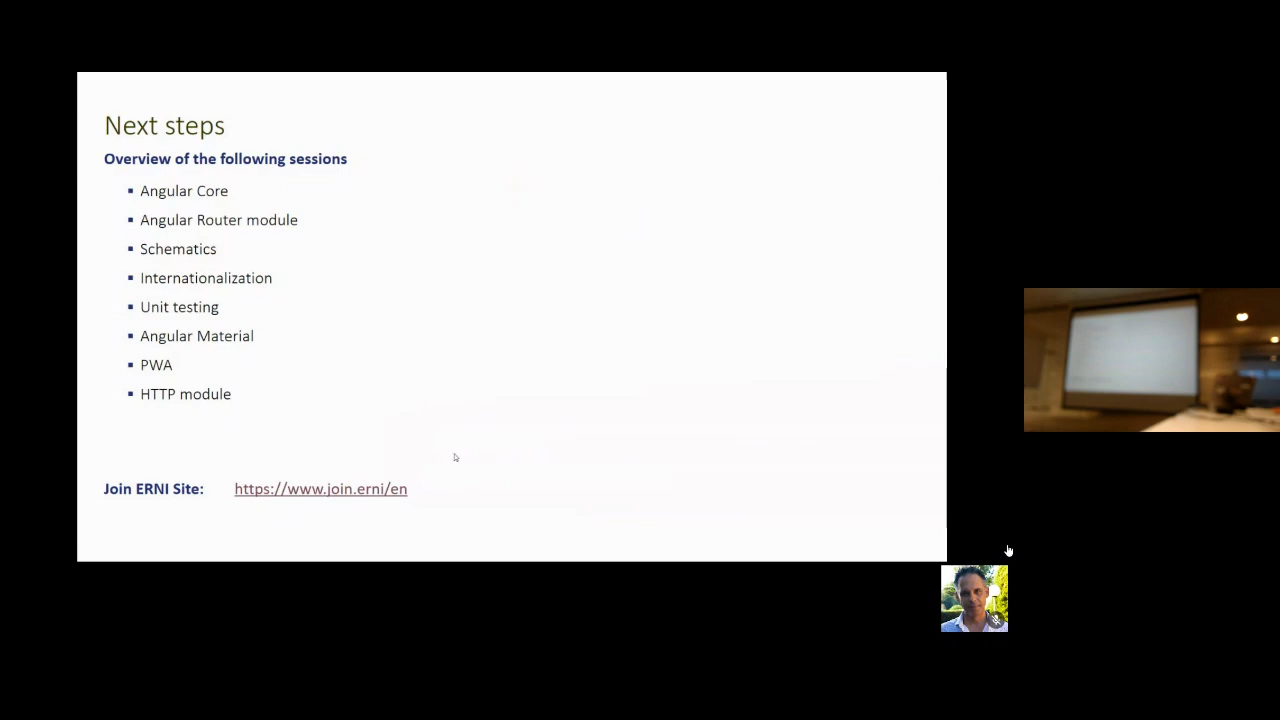 Next steps
Overview of the following sessions
Angular Core
Angular Router module
Schematics
Internationalization
Unit testing
Angular Material
PWA
HTTP module
Join ERNI Site: https://www.join.erni/en